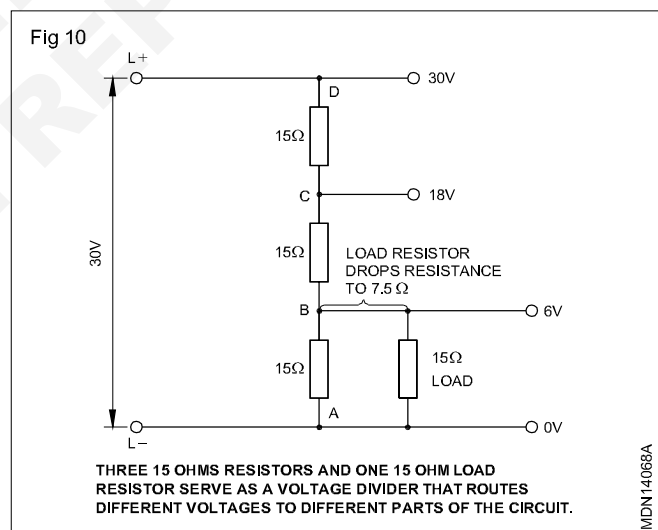 Fig 10
L+
D
30V
15Ω
C
18V
30V
15Ω
LOAD RESISTOR
DROPS RESISTANCE
TO 7.5 Ω
B
6V
15Ω
15Ω
LOAD
A
L–
0V
THREE 15 OHMS RESISTORS AND ONE 15 OHM LOAD
RESISTOR SERVE AS A VOLTAGE DIVIDER THAT ROUTES
DIFFERENT VOLTAGES TO DIFFERENT PARTS OF THE CIRCUIT.
MDN14068A